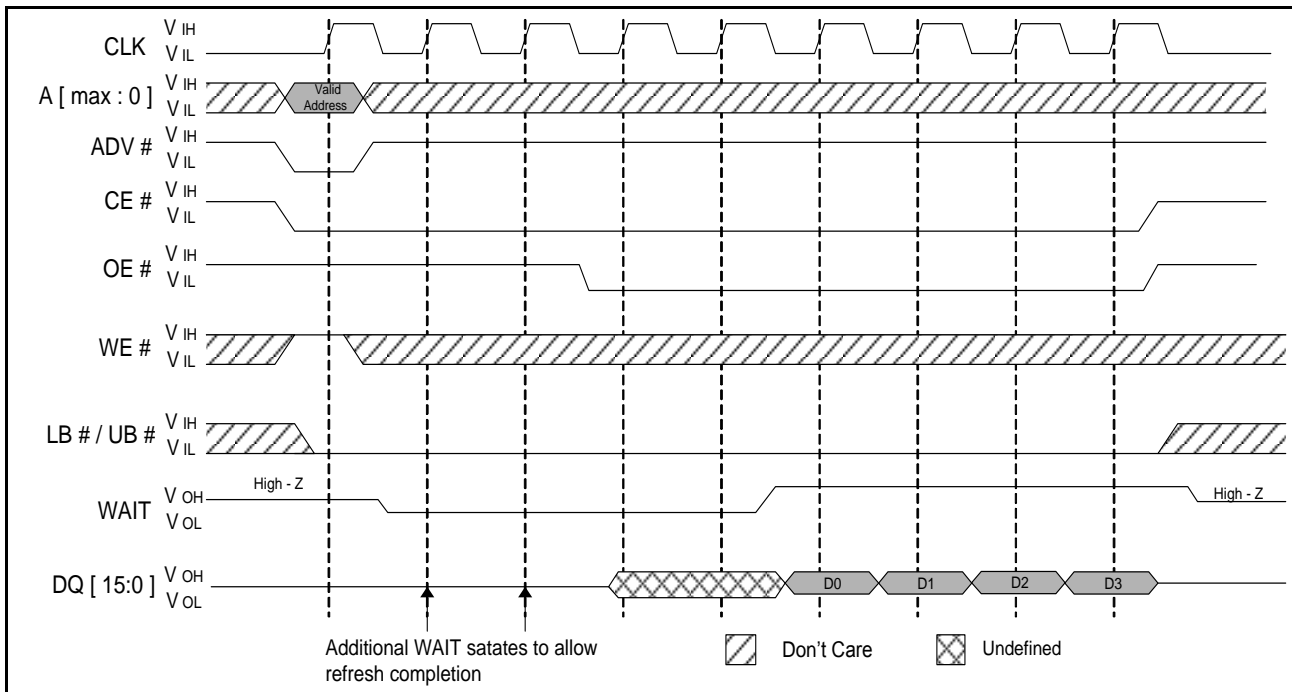 CLK V IH
V IL
A [ max : 0 ] V IH
V IL
Valid
Address
ADV # V IH
V IL
CE # V IH
V IL
OE # V IH
V IL
WE # V IH
V IL
LB # / UB # V IH
V IL
WAIT V OH
V OL
High - Z
High - Z
DQ [ 15:0 ] V OH
V OL
D0 D1 D2 D3
Additional WAIT satates to allow
refresh completion
Don't Care
Undefined